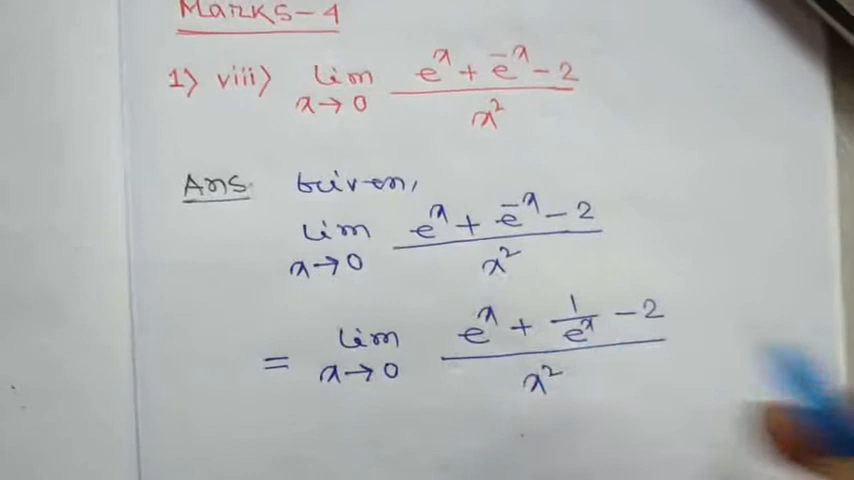 Marks-4
1) viii) lim x→0 (e^x + e^-x - 2)/x^2
Ans Given,
lim x→0 (e^x + e^-x - 2)/x^2
= lim x→0 (e^x + 1/e^x - 2)/x^2